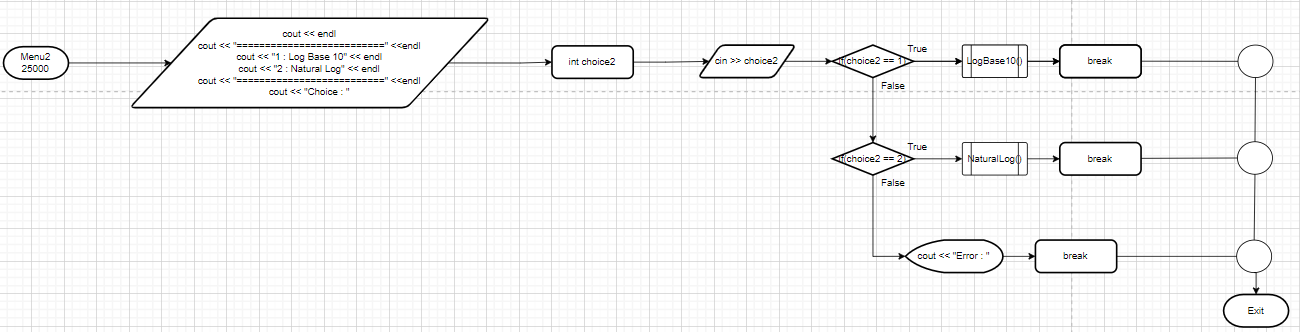 Menu2
25000
cout << endl
cout << "==========================" <<endl
cout << "1 : Log Base 10" << endl
cout << "2 : Natural Log" << endl
cout << "==========================" <<endl
cout << "Choice : "
int choice2
cin >> choice2
if(choice2 == 1)
True
False
LogBase10()
break
if(choice2 == 2)
True
False
NaturalLog()
break
cout << "Error : "
break
Exit